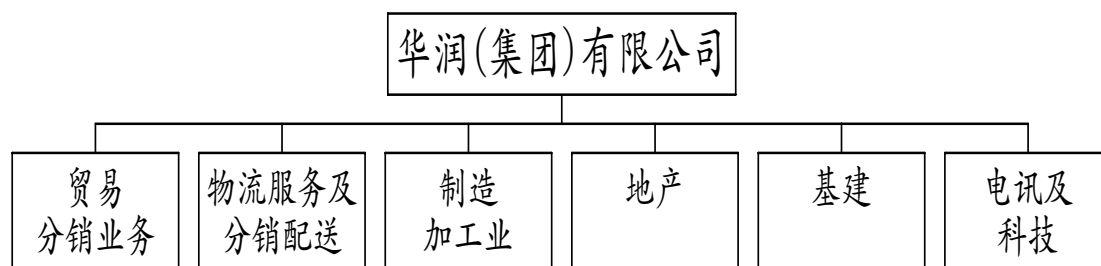 华润(集团)有限公司
贸易
分销业务
物流服务及
分销配送
制造
加工业
地产
基建
电讯及
科技